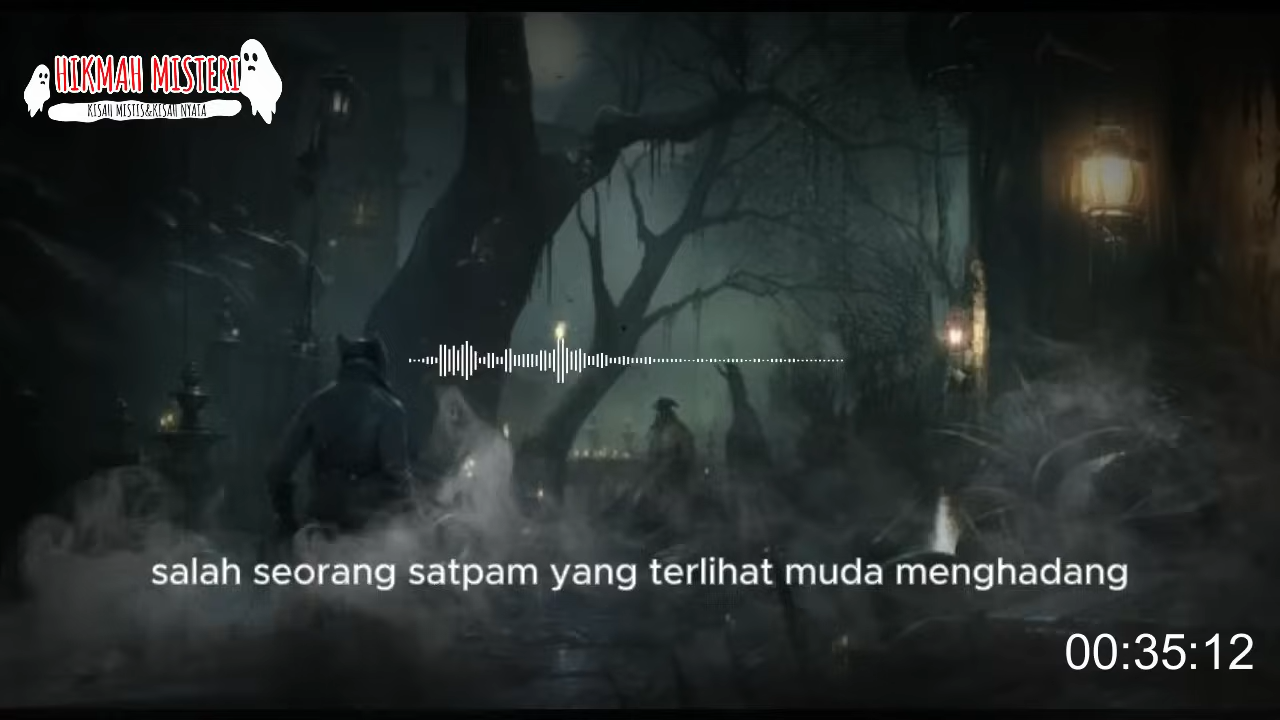 HIKMAH MISTERI
KISAH MISTIS&KISAH NYATA
salah seorang satpam yang terlihat muda menghadang
00:35:12